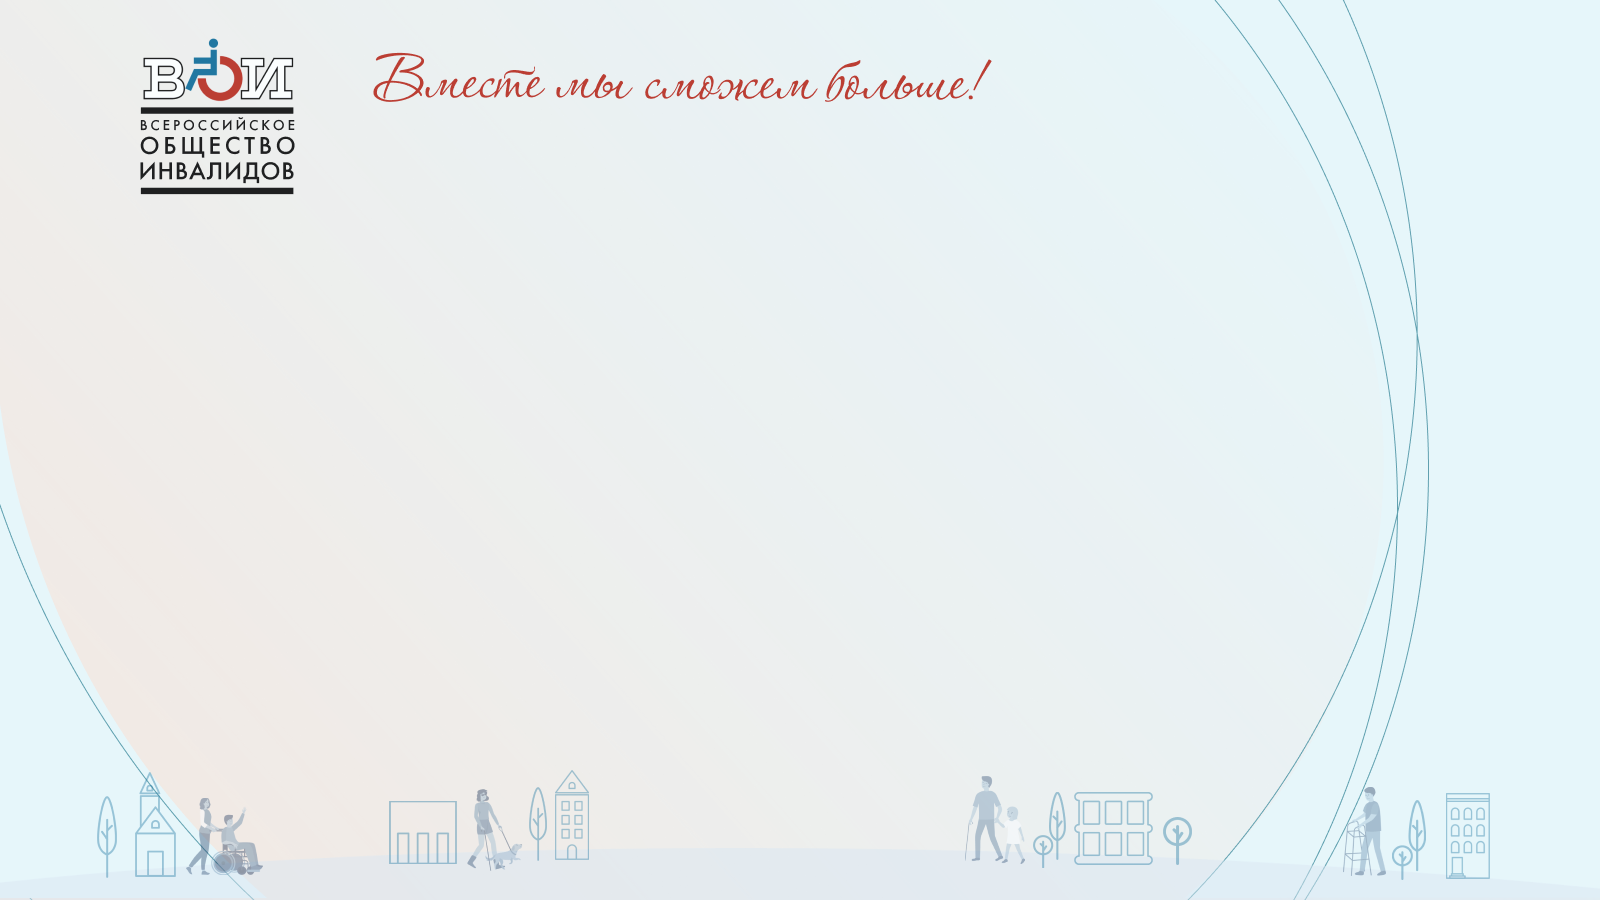 ВОИ
Вместе мы сможем больше!
ВСЕРОССИЙСКОЕ
ОБЩЕСТВО
ИНВАЛИДОВ